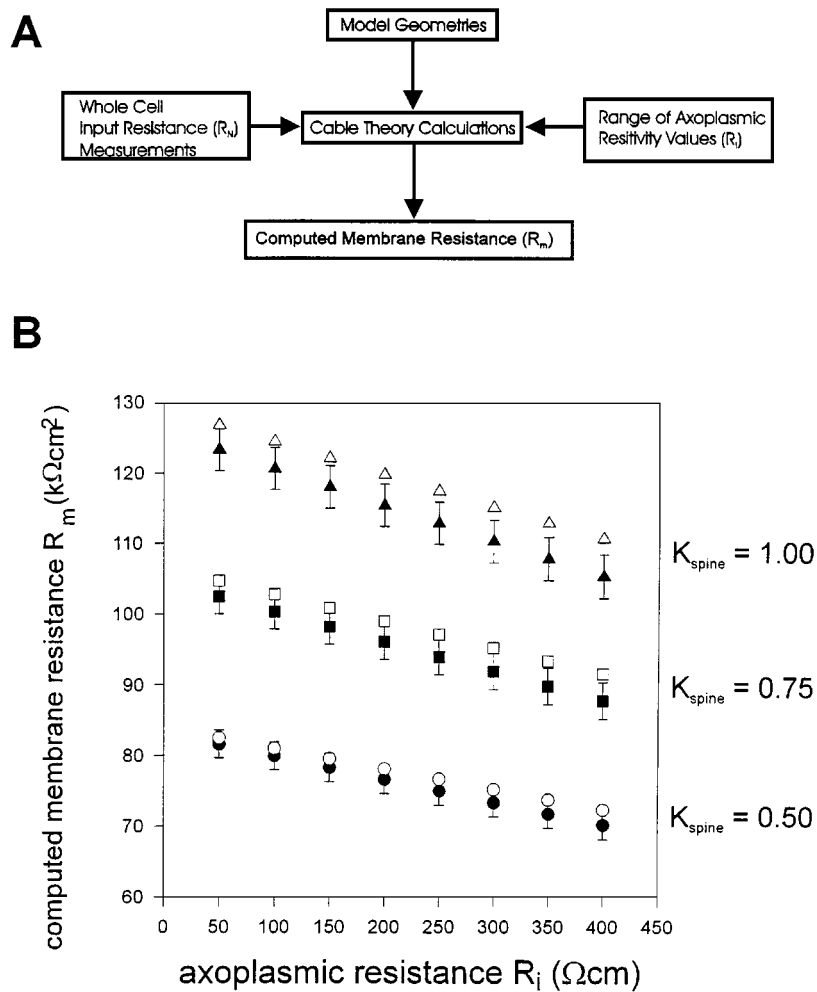 A
Model Geometries
Whole Cell
Input Resistance (RN)
Measurements
Cable Theory Calculations
Range of Axoplasmic
Resitivity Values (Ri)
Computed Membrane Resistance (Rm)
B
computed membrane resistance Rm (kΩcm²)
130
120
110
100
90
80
70
60
Kspine = 1.00
Kspine = 0.75
Kspine = 0.50
0 50 100 150 200 250 300 350 400 450
axoplasmic resistance Ri (Ωcm)